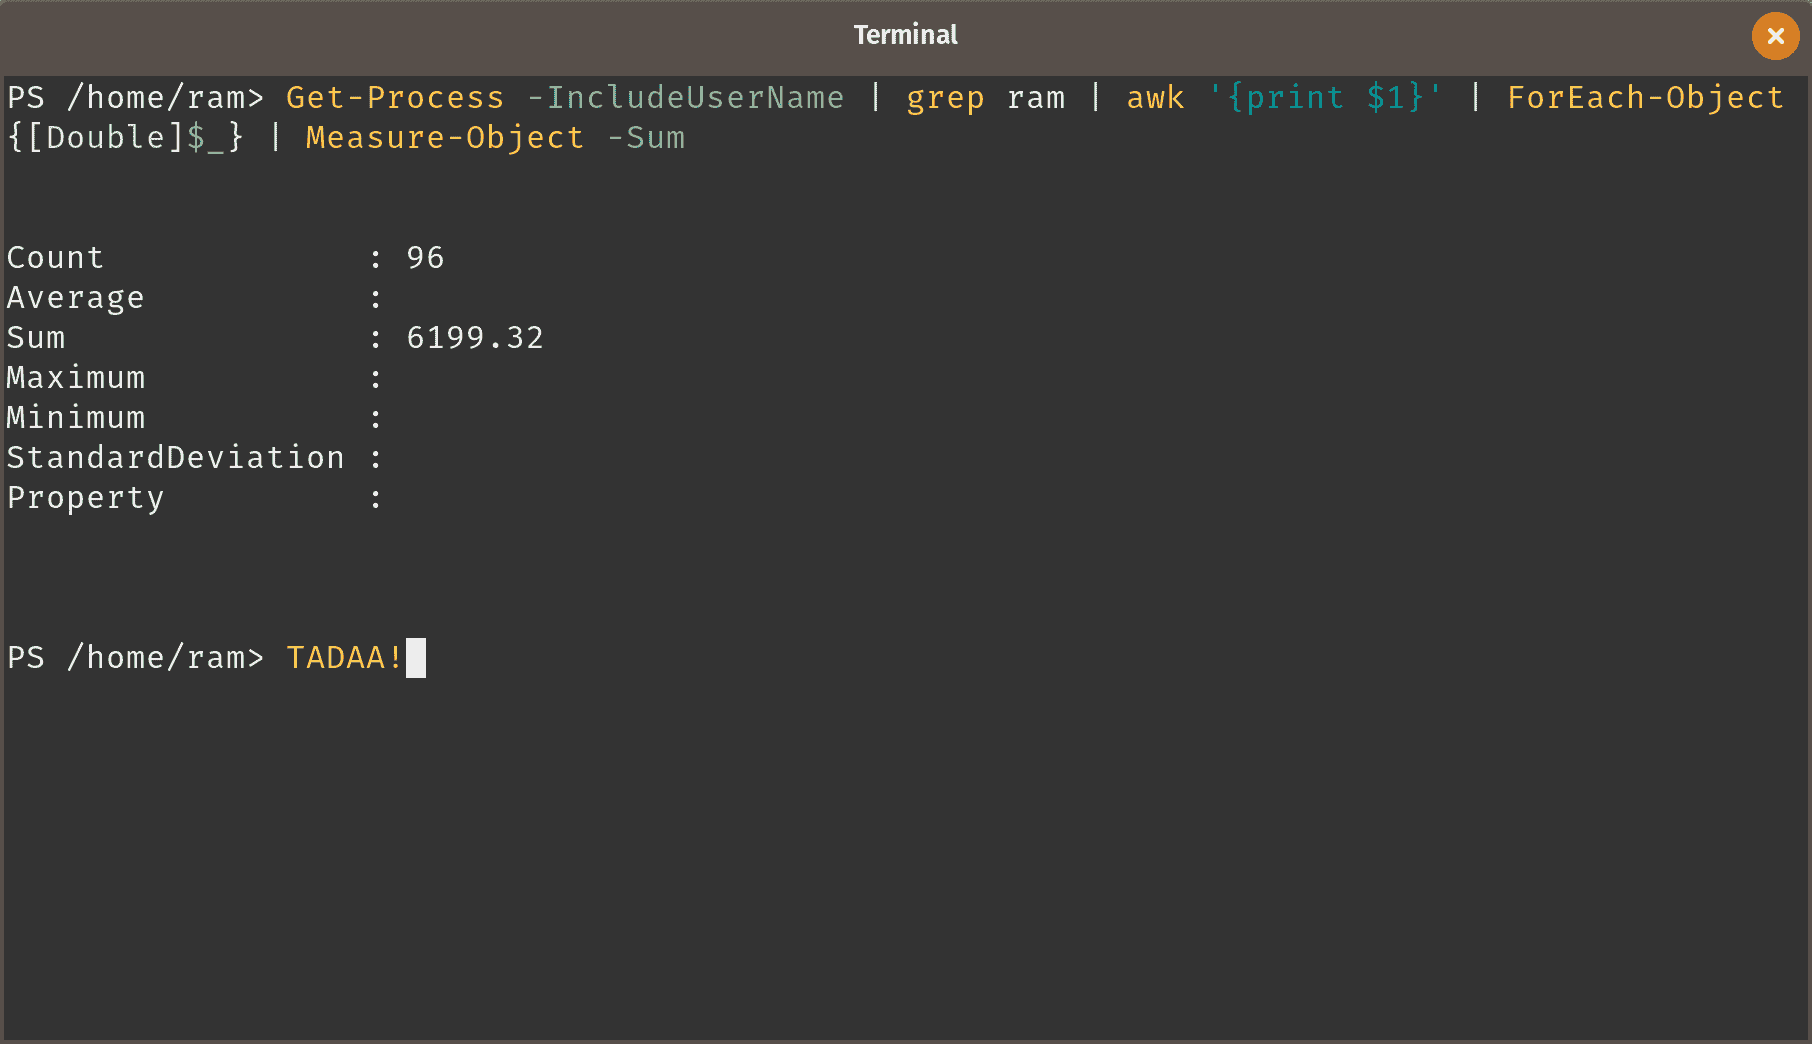 Terminal
PS /home/ram> Get-Process -IncludeUserName | grep ram | awk '{print $1}' | ForEach-Object
{[Double]$_} | Measure-Object -Sum
Count : 96
Average :
Sum : 6199.32
Maximum :
Minimum :
StandardDeviation :
Property :
PS /home/ram> TADAA!